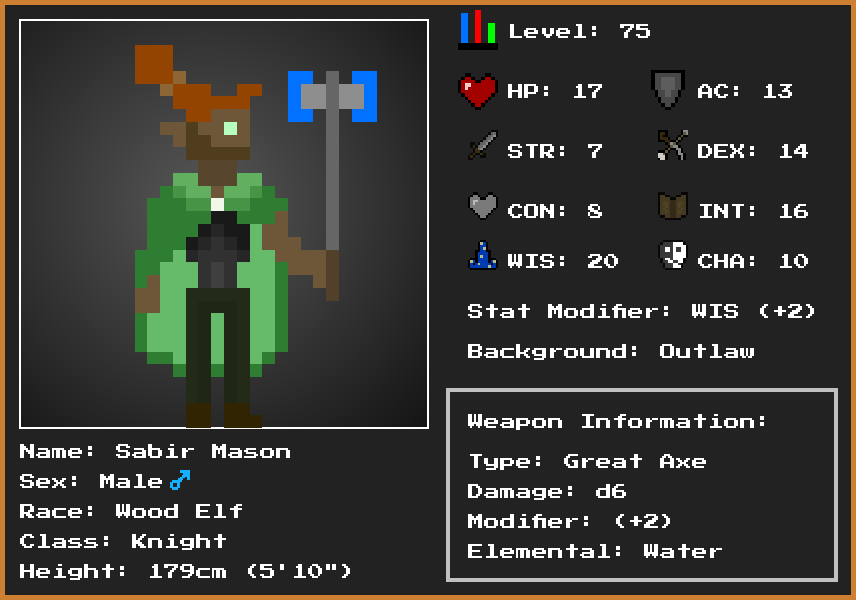 Level: 75
HP: 17
AC: 13
STR: 7
DEX: 14
CON: 8
INT: 16
WIS: 20
CHA: 10
Stat Modifier: WIS (+2)
Background: Outlaw
Weapon Information:
Type: Great Axe
Damage: d6
Modifier: (+2)
Elemental: Water
Name: Sabir Mason
Sex: Male♂
Race: Wood Elf
Class: Knight
Height: 179cm (5'10")